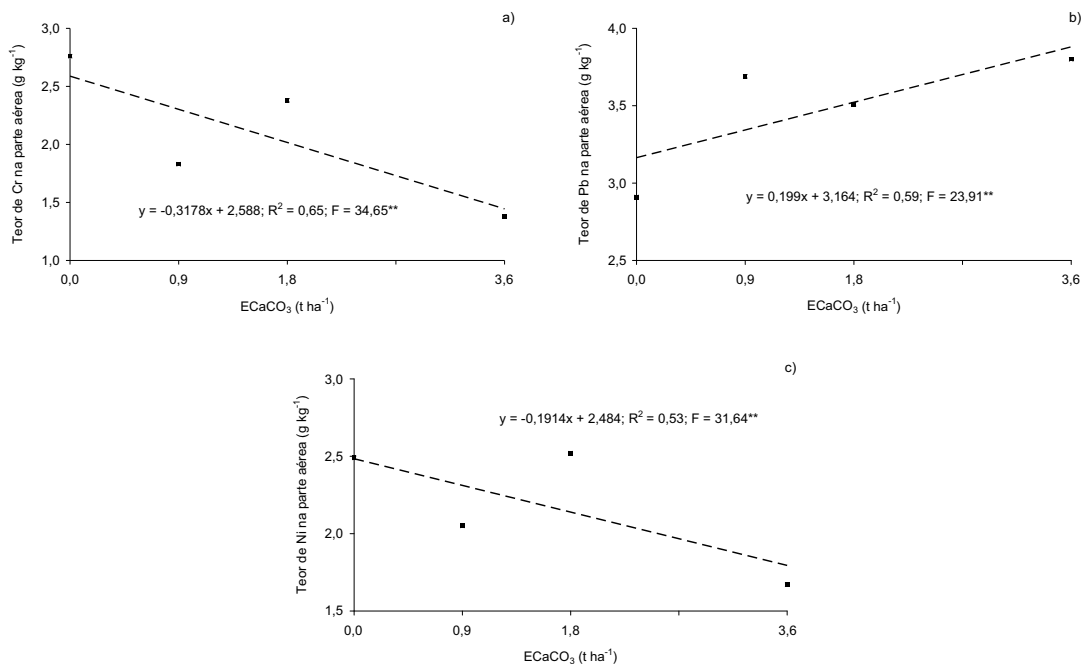 a)
Teor de Cr na parte aérea (g kg⁻¹)
3,0
2,5
2,0
1,5
1,0
y = -0,3178x + 2,588; R² = 0,65; F = 34,65**
0,0 0,9 1,8 3,6
ECaCO₃ (t ha⁻¹)
b)
Teor de Pb na parte aérea (g kg⁻¹)
4,0
3,5
3,0
2,5
y = 0,199x + 3,164; R² = 0,59; F = 23,91**
0,0 0,9 1,8 3,6
ECaCO₃ (t ha⁻¹)
c)
Teor de Ni na parte aérea (g kg⁻¹)
3,0
2,5
2,0
1,5
y = -0,1914x + 2,484; R² = 0,53; F = 31,64**
0,0 0,9 1,8 3,6
ECaCO₃ (t ha⁻¹)